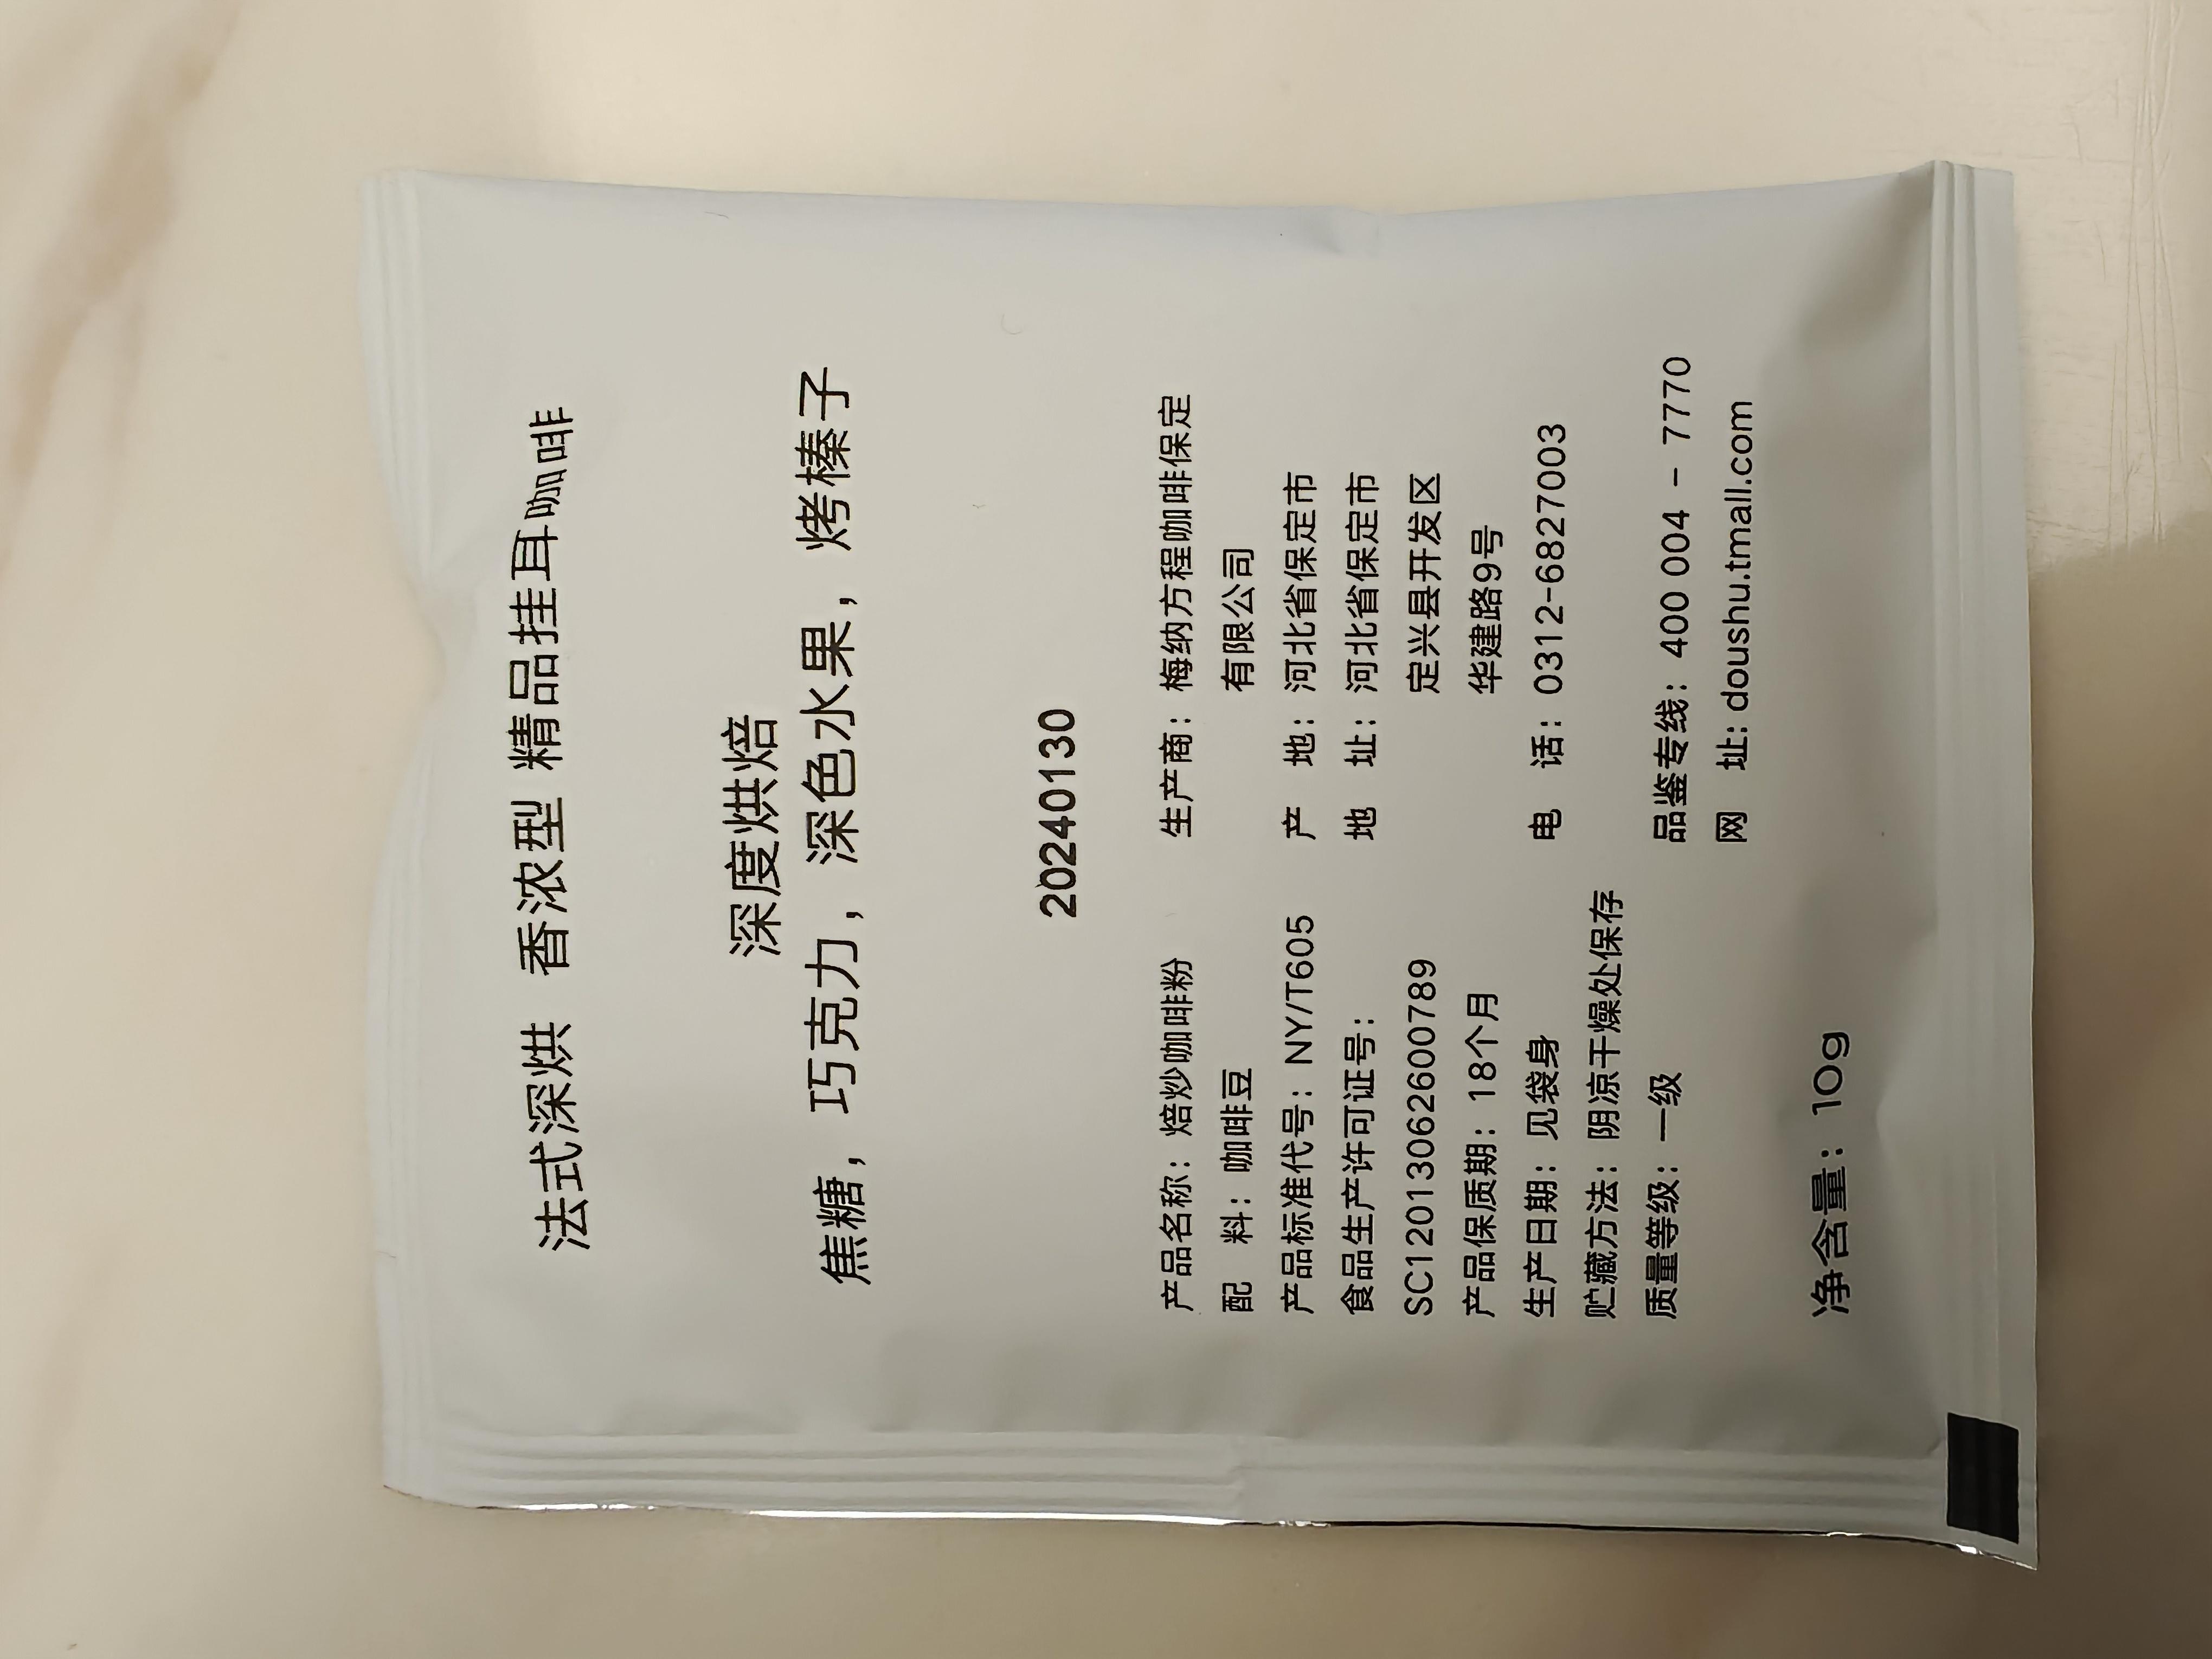 法式深烘 香浓型 精品挂耳咖啡
深度烘焙
焦糖，巧克力，深色水果，烤榛子
20240130
产品名称：焙炒咖啡粉
配 料：咖啡豆
产品标准代号：NY/T605
食品生产许可证号：
SC12013062600789
产品保质期：18个月
生产日期：见袋身
贮藏方法：阴凉干燥处保存
质量等级：一级
净含量：10g
生产商：梅纳方程咖啡保定
有限公司
产 地：河北省保定市
地 址：河北省保定市
定兴县开发区
华建路9号
电 话：0312-6827003
品鉴专线：400 004 - 7770
网 址：doushu.tmall.com